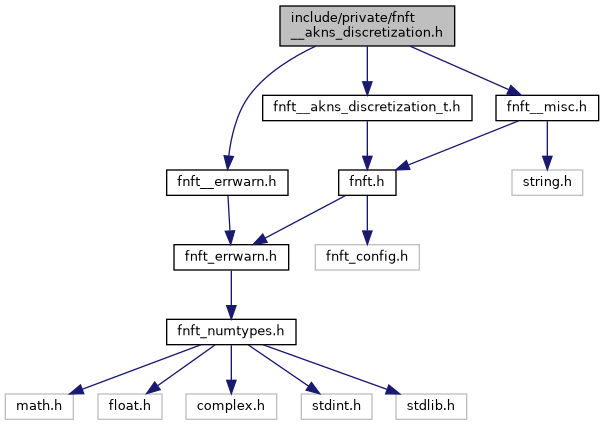 include/private/fnft
__akns_discretization.h
fnft__akns_discretization_t.h
fnft__misc.h
fnft__errwarn.h
fnft.h
string.h
fnft_errwarn.h
fnft_config.h
fnft_numtypes.h
math.h
float.h
complex.h
stdint.h
stdlib.h